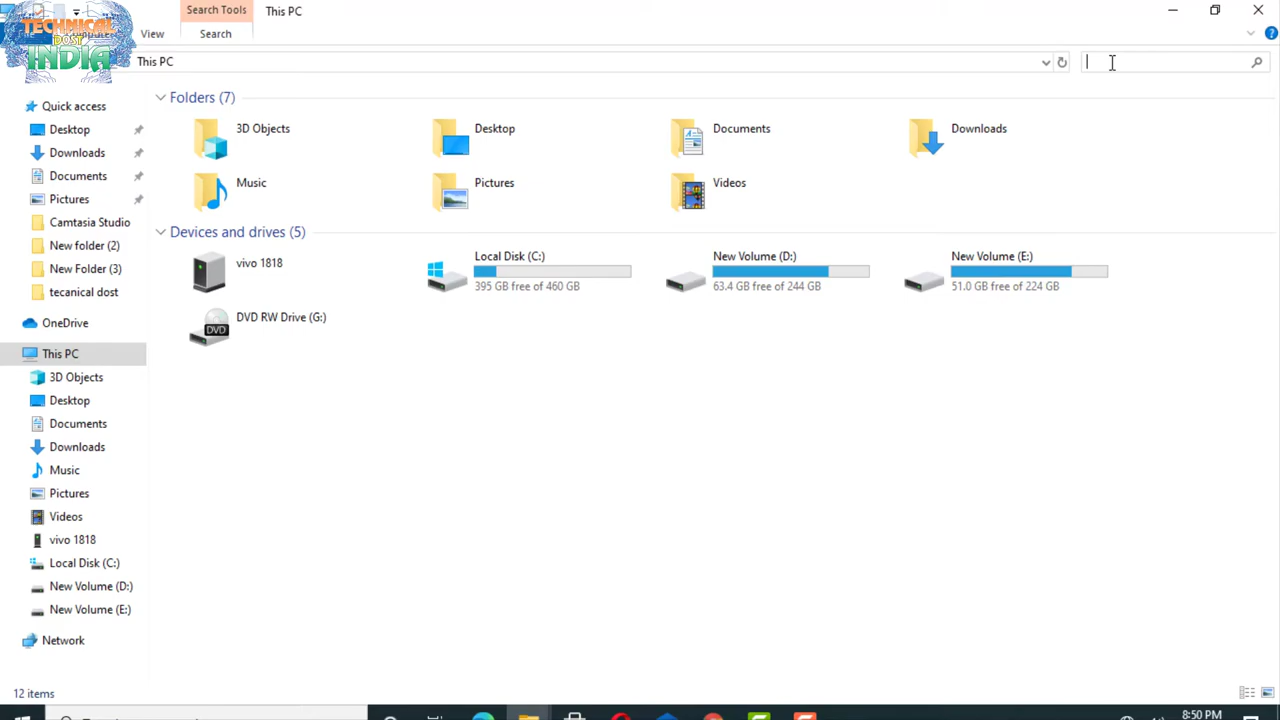 TECHNICAL
DOST
INDIA
Search Tools
This PC
View
Search
This PC
Quick access
Desktop
Downloads
Documents
Pictures
Camtasia Studio
New folder (2)
New Folder (3)
tecanical dost
OneDrive
This PC
3D Objects
Desktop
Documents
Downloads
Music
Pictures
Videos
vivo 1818
Local Disk (C:)
New Volume (D:)
New Volume (E:)
Network
Folders (7)
3D Objects
Desktop
Documents
Downloads
Music
Pictures
Videos
Devices and drives (5)
vivo 1818
Local Disk (C:)
395 GB free of 460 GB
New Volume (D:)
63.4 GB free of 244 GB
New Volume (E:)
51.0 GB free of 224 GB
DVD RW Drive (G:)
DVD
12 items
8:50 PM